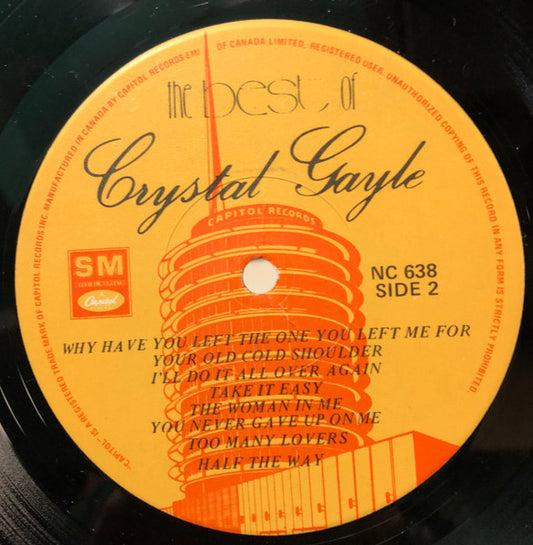 "CAPITOL" IS A REGISTERED TRADE MARK OF CAPITOL RECORDS INC. MANUFACTURED IN CANADA BY CAPITOL RECORDS-EMI OF CANADA LIMITED, REGISTERED USER. UNAUTHORIZED COPYING OF THIS RECORD IN ANY FORM IS STRICTLY PROHIBITED.
the best of
Crystal Gayle
CAPITOL RECORDS
SM
Capitol
NC 638
SIDE 2
WHY HAVE YOU LEFT THE ONE YOU LEFT ME FOR
YOUR OLD COLD SHOULDER
I'LL DO IT ALL OVER AGAIN
TAKE IT EASY
THE WOMAN IN ME
YOU NEVER GAVE UP ON ME
TOO MANY LOVERS
HALF THE WAY